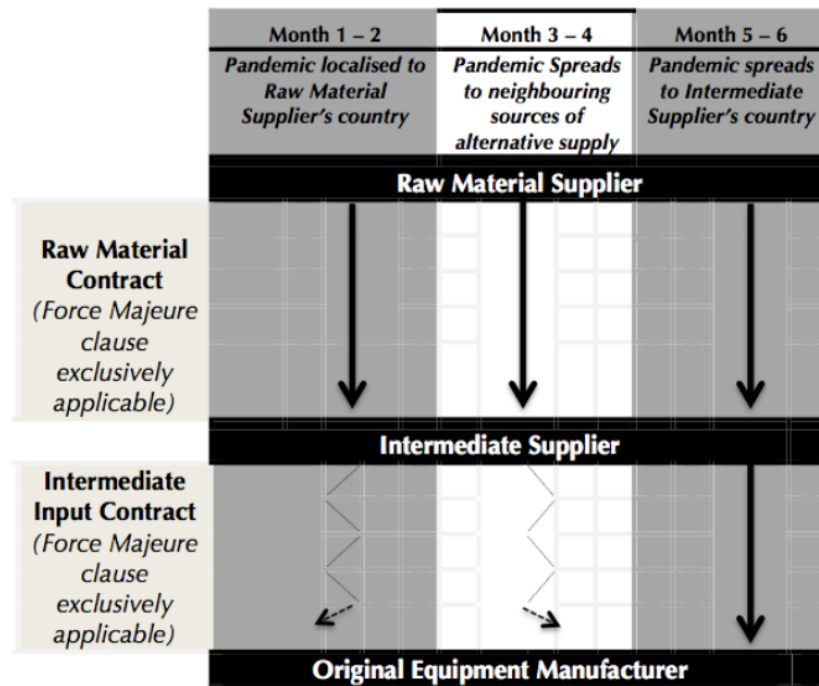 Month 1 – 2
Month 3 – 4
Month 5 – 6
Pandemic localised to
Raw Material
Supplier's country
Pandemic Spreads
to neighbouring
sources of
alternative supply
Pandemic spreads
to Intermediate
Supplier's country
Raw Material Supplier
Raw Material
Contract
(Force Majeure
clause
exclusively
applicable)
Intermediate Supplier
Intermediate
Input Contract
(Force Majeure
clause
exclusively
applicable)
Original Equipment Manufacturer